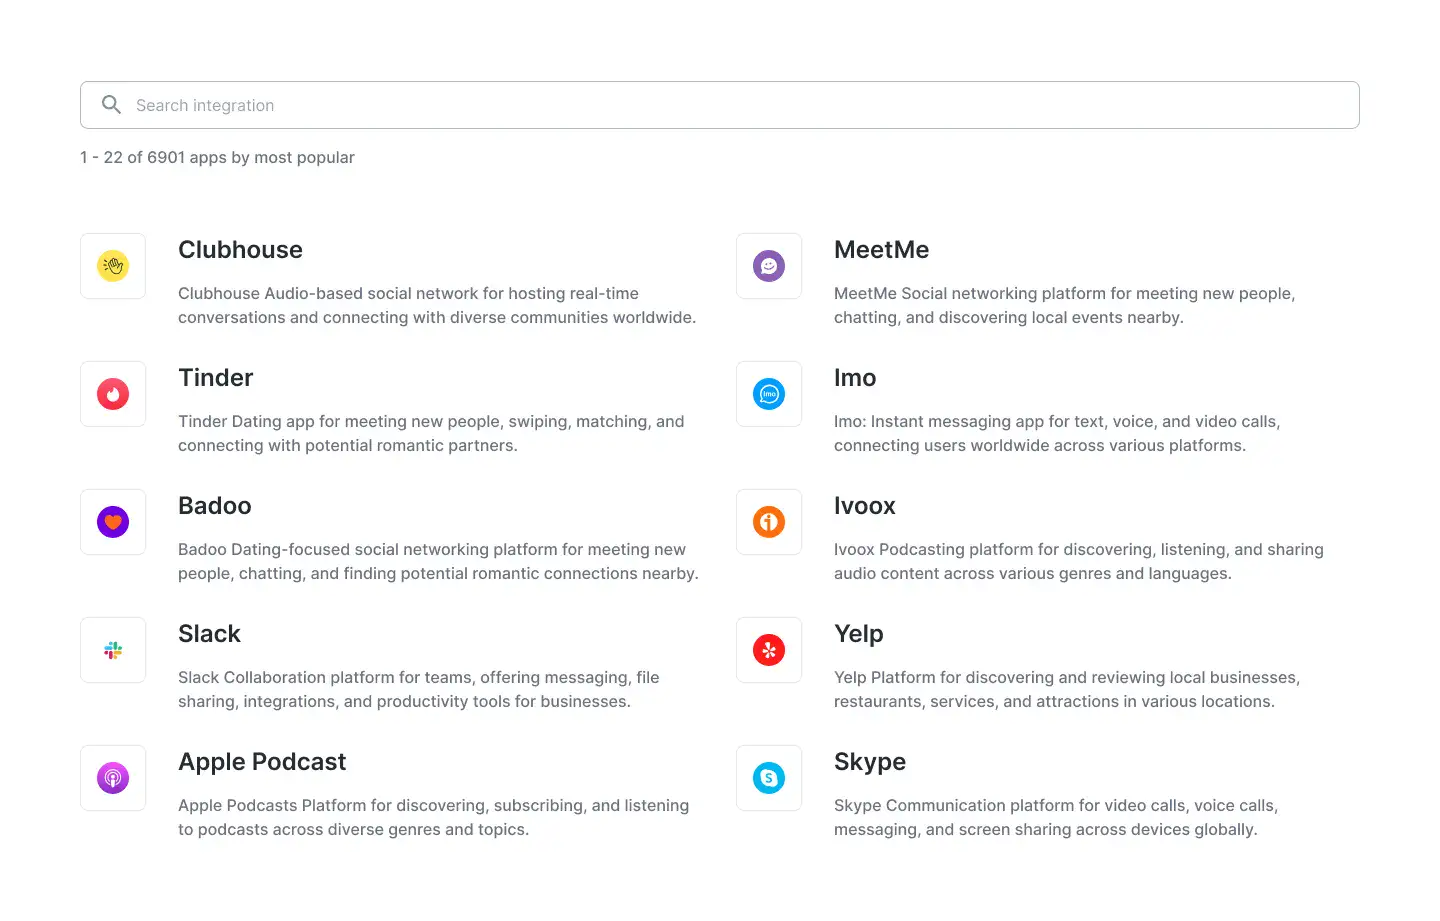 Search integration
1 - 22 of 6901 apps by most popular
Clubhouse
Clubhouse Audio-based social network for hosting real-time
conversations and connecting with diverse communities worldwide.
MeetMe
MeetMe Social networking platform for meeting new people,
chatting, and discovering local events nearby.
Tinder
Tinder Dating app for meeting new people, swiping, matching, and
connecting with potential romantic partners.
imo
Imo
Imo: Instant messaging app for text, voice, and video calls,
connecting users worldwide across various platforms.
Badoo
Badoo Dating-focused social networking platform for meeting new
people, chatting, and finding potential romantic connections nearby.
Ivoox
Ivoox Podcasting platform for discovering, listening, and sharing
audio content across various genres and languages.
Slack
Slack Collaboration platform for teams, offering messaging, file
sharing, integrations, and productivity tools for businesses.
Yelp
Yelp Platform for discovering and reviewing local businesses,
restaurants, services, and attractions in various locations.
Apple Podcast
Apple Podcasts Platform for discovering, subscribing, and listening
to podcasts across diverse genres and topics.
S
Skype
Skype Communication platform for video calls, voice calls,
messaging, and screen sharing across devices globally.